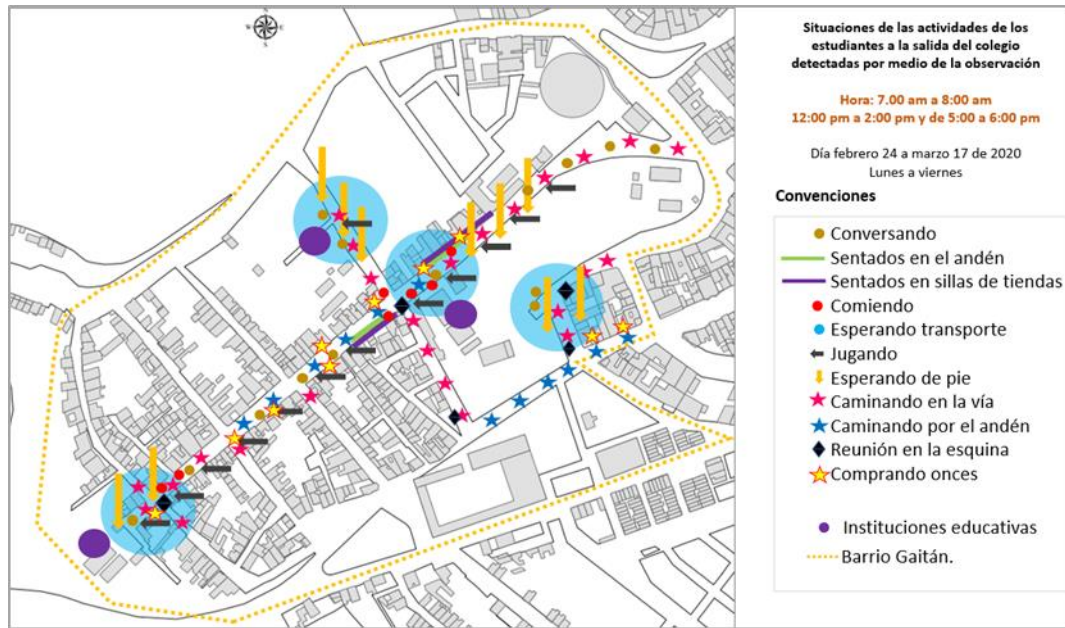 Situaciones de las actividades de los
estudiantes a la salida del colegio
detectadas por medio de la observación
Hora: 7.00 am a 8:00 am
12:00 pm a 2:00 pm y de 5:00 a 6:00 pm
Día febrero 24 a marzo 17 de 2020
Lunes a viernes
Convenciones
Conversando
Sentados en el andén
Sentados en sillas de tiendas
Comiendo
Esperando transporte
Jugando
Esperando de pie
Caminando en la vía
Caminando por el andén
Reunión en la esquina
Comprando onces
Instituciones educativas
Barrio Gaitán.